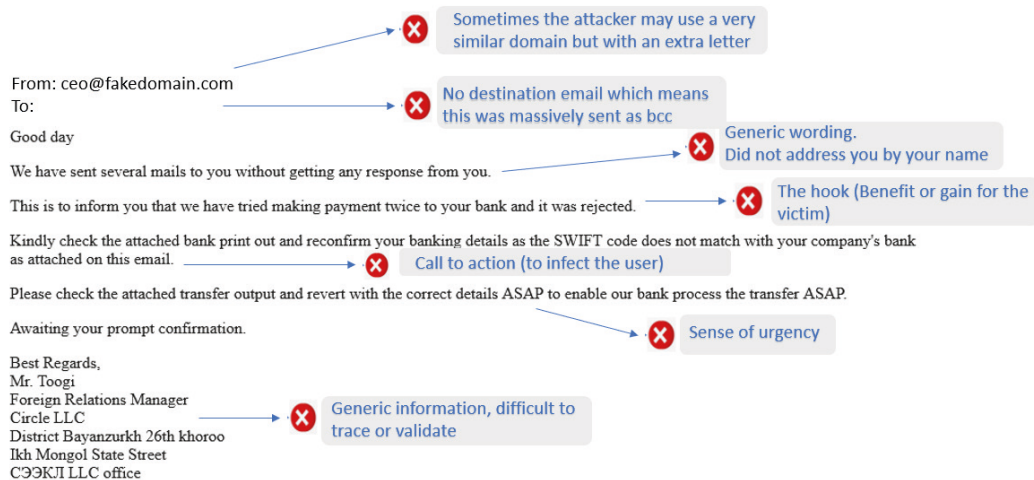 Sometimes the attacker may use a very
similar domain but with an extra letter
From: ceo@fakedomain.com
To:
No destination email which means
this was massively sent as bcc
Good day
Generic wording.
Did not address you by your name
We have sent several mails to you without getting any response from you.
The hook (Benefit or gain for the
victim)
This is to inform you that we have tried making payment twice to your bank and it was rejected.
Kindly check the attached bank print out and reconfirm your banking details as the SWIFT code does not match with your company's bank
as attached on this email.
Call to action (to infect the user)
Please check the attached transfer output and revert with the correct details ASAP to enable our bank process the transfer ASAP.
Sense of urgency
Awaiting your prompt confirmation.
Best Regards,
Mr. Toogi
Foreign Relations Manager
Circle LLC
Generic information, difficult to
trace or validate
District Bayanzurkh 26th khoroo
Ikh Mongol State Street
СЭЭКЛ LLC office